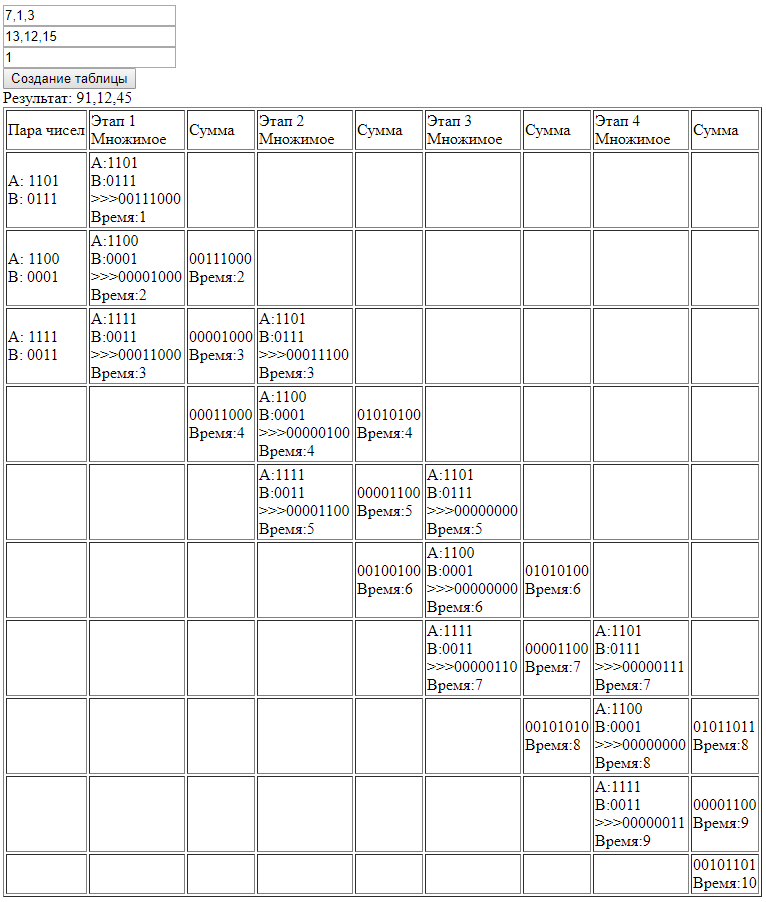 7,1,3
13,12,15
1
Создание таблицы
Результат: 91,12,45
Пара чисел Этап 1 Множимое Сумма Этап 2 Множимое Сумма Этап 3 Множимое Сумма Этап 4 Множимое Сумма
A: 1101
B: 0111
A:1101
B:0111
>>>00111000
Время:1
A: 1100
B: 0001
A:1100
B:0001
>>>00001000
Время:2
00111000
Время:2
A: 1111
B: 0011
A:1111
B:0011
>>>00011000
Время:3
00001000
Время:3
A:1101
B:0111
>>>00011100
Время:3
00011000
Время:4
A:1100
B:0001
>>>00000100
Время:4
01010100
Время:4
A:1111
B:0011
>>>00001100
Время:5
00001100
Время:5
A:1101
B:0111
>>>00000000
Время:5
00100100
Время:6
A:1100
B:0001
>>>00000000
Время:6
01010100
Время:6
A:1111
B:0011
>>>00000110
Время:7
00001100
Время:7
A:1101
B:0111
>>>00000111
Время:7
00101010
Время:8
A:1100
B:0001
>>>00000000
Время:8
01011011
Время:8
A:1111
B:0011
>>>00000011
Время:9
00001100
Время:9
00101101
Время:10